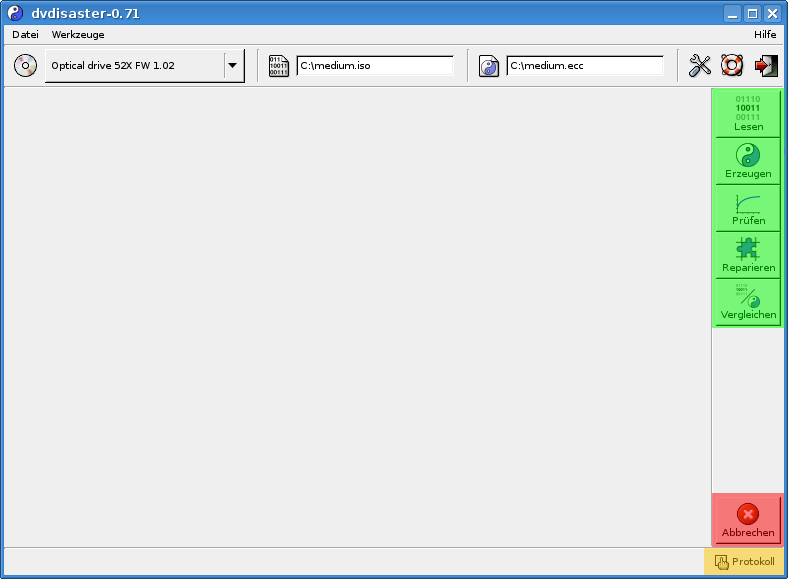 dvdisaster-0.71
Datei Werkzeuge Hilfe
Optical drive 52X FW 1.02 C:\medium.iso C:\medium.ecc
01110
10011
00111
Lesen
Erzeugen
Prüfen
Reparieren
Vergleichen
Abbrechen
Protokoll